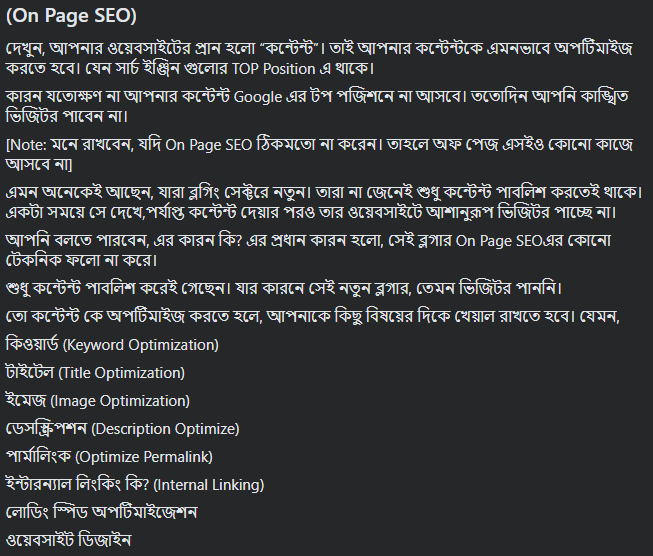 (On Page SEO)
দেখুন, আপনার ওয়েবসাইটের প্রান হলো “কন্টেন্ট”। তাই আপনার কন্টেন্টকে এমনভাবে অপটিমাইজ
করতে হবে। যেন সার্চ ইঞ্জিন গুলোর TOP Position এ থাকে।
কারন যতোক্ষণ না আপনার কন্টেন্ট Google এর টপ পজিশনে না আসবে। ততোদিন আপনি কাঙ্খিত
ভিজিটর পাবেন না।
[Note: মনে রাখবেন, যদি On Page SEO ঠিকমতো না করেন। তাহলে অফ পেজ এসইও কোনো কাজে
আসবে না]
এমন অনেকেই আছেন, যারা ব্লগিং সেক্টরে নতুন। তারা না জেনেই শুধু কন্টেন্ট পাবলিশ করতেই থাকে।
একটা সময়ে সে দেখে,পর্যাপ্ত কন্টেন্ট দেয়ার পরও তার ওয়েবসাইটে আশানুরূপ ভিজিটর পাচ্ছে না।
আপনি বলতে পারবেন, এর কারন কি? এর প্রধান কারন হলো, সেই ব্লগার On Page SEOএর কোনো
টেকনিক ফলো না করে।
শুধু কন্টেন্ট পাবলিশ করেই গেছেন। যার কারনে সেই নতুন ব্লগার, তেমন ভিজিটর পাননি।
তো কন্টেন্ট কে অপটিমাইজ করতে হলে, আপনাকে কিছু বিষয়ের দিকে খেয়াল রাখতে হবে। যেমন,
কিওয়ার্ড (Keyword Optimization)
টাইটেল (Title Optimization)
ইমেজ (Image Optimization)
ডেসস্ক্রিপশন (Description Optimize)
পার্মালিংক (Optimize Permalink)
ইন্টারন্যাল লিংকিং কি? (Internal Linking)
লোডিং স্পিড অপটিমাইজেশন
ওয়েবসাইট ডিজাইন